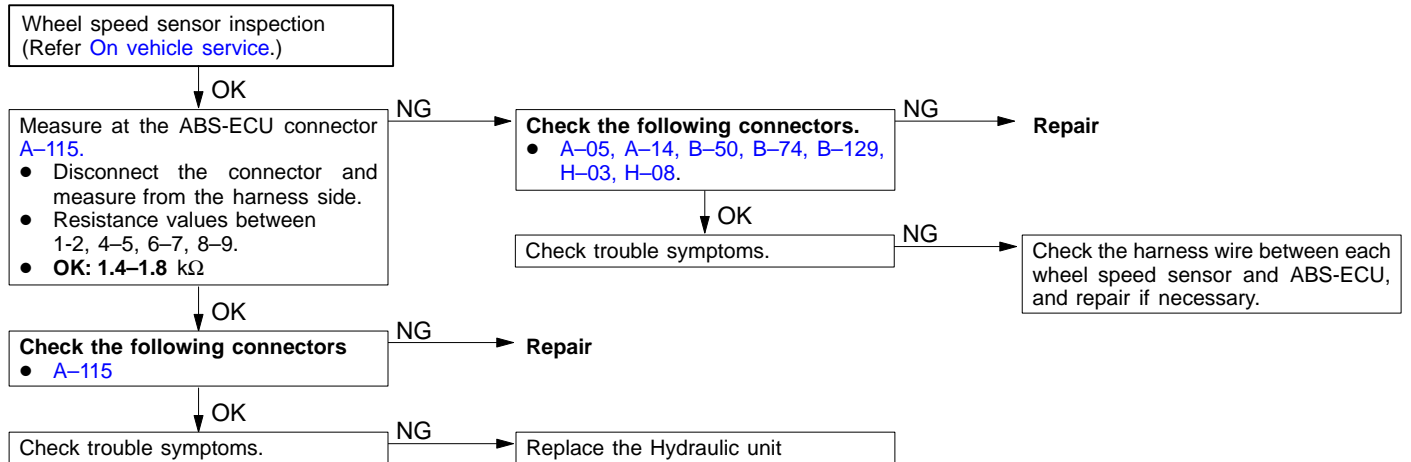 Wheel speed sensor inspection
(Refer On vehicle service.)
OK
Measure at the ABS-ECU connector
A–115.
● Disconnect the connector and
measure from the harness side.
● Resistance values between
1-2, 4–5, 6–7, 8–9.
● OK: 1.4–1.8 kΩ
NG
Check the following connectors.
● A–05, A–14, B–50, B–74, B–129,
H–03, H–08.
NG
Repair
OK
Check trouble symptoms.
NG
Check the harness wire between each
wheel speed sensor and ABS-ECU,
and repair if necessary.
OK
Check the following connectors
● A–115
NG
Repair
OK
Check trouble symptoms.
NG
Replace the Hydraulic unit